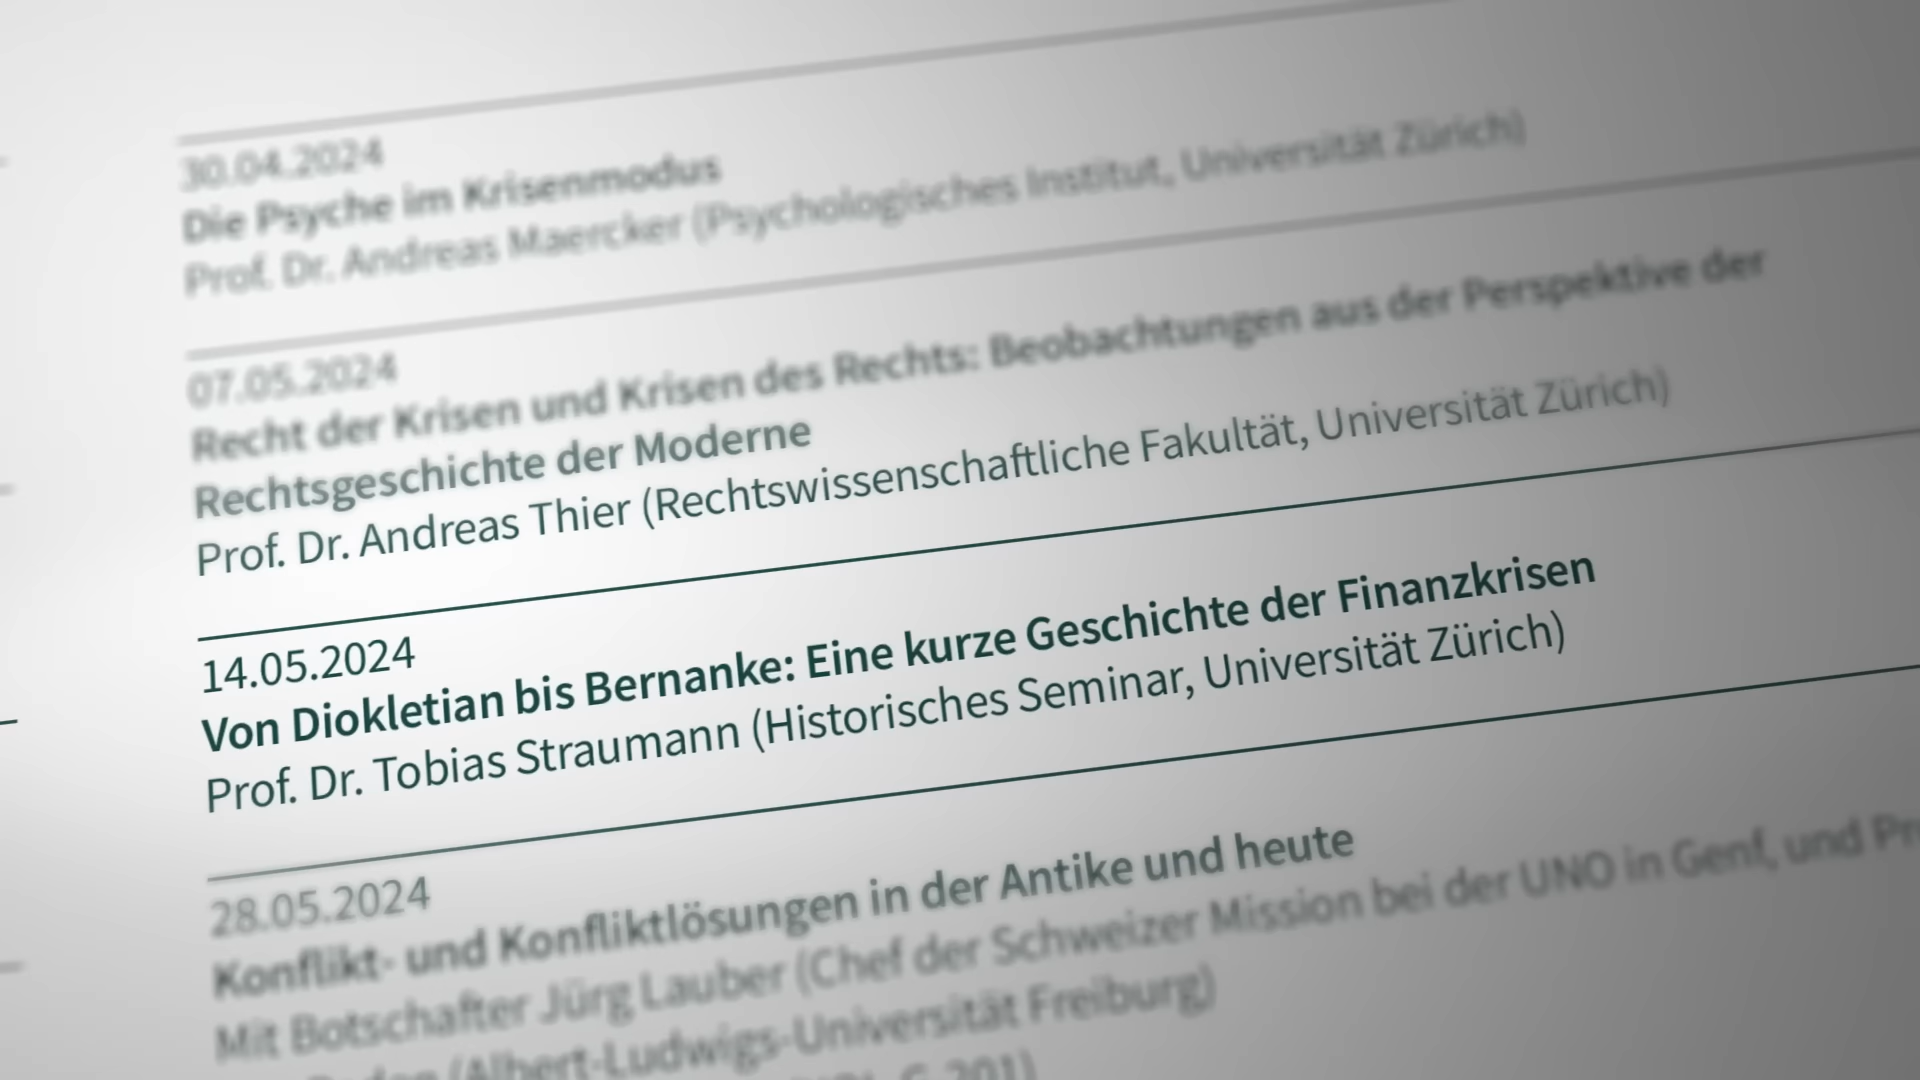 30.04.2024
Die Psyche im Krisenmodus
Prof. Dr. Andreas Maercker (Psychologisches Institut, Universität Zürich)
07.05.2024
Recht der Krisen und Krisen des Rechts: Beobachtungen aus der Perspektive der
Rechtsgeschichte der Moderne
Prof. Dr. Andreas Thier (Rechtswissenschaftliche Fakultät, Universität Zürich)
14.05.2024
Von Diokletian bis Bernanke: Eine kurze Geschichte der Finanzkrisen
Prof. Dr. Tobias Straumann (Historisches Seminar, Universität Zürich)
28.05.2024
Konflikt- und Konfliktlösungen in der Antike und heute
Mit Botschafter Jürg Lauber (Chef der Schweizer Mission bei der UNO in Genf, und
(Albert-Ludwigs-Universität Freiburg)